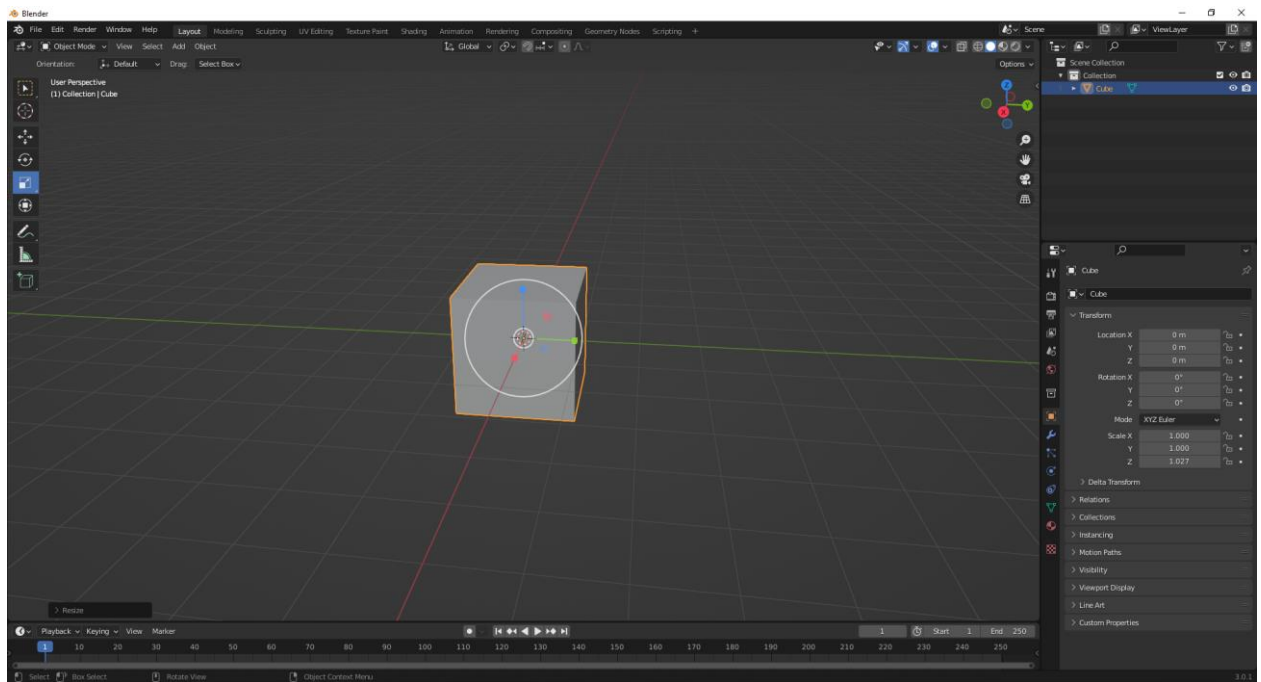 Blender
File Edit Render Window Help Layout Modeling Sculpting UV Editing Texture Paint Shading Animation Rendering Compositing Geometry Nodes Scripting + Scene ViewLayer
Object Mode View Select Add Object Global Options
Orientation: Default Drag: Select Box
User Perspective
(1) Collection | Cube
Z
Y
X
Scene Collection
Collection
Cube
Cube
Cube
Transform
Location X 0 m
Y 0 m
Z 0 m
Rotation X 0°
Y 0°
Z 0°
Mode XYZ Euler
Scale X 1.000
Y 1.000
Z 1.027
Delta Transform
Relations
Collections
Instancing
Motion Paths
Visibility
Viewport Display
Line Art
Custom Properties
Resize
Playback Keying View Marker 1 Start 1 End 250
1 10 20 30 40 50 60 70 80 90 100 110 120 130 140 150 160 170 180 190 200 210 220 230 240 250
Select Box Select Rotate View Object Context Menu 3.0.1